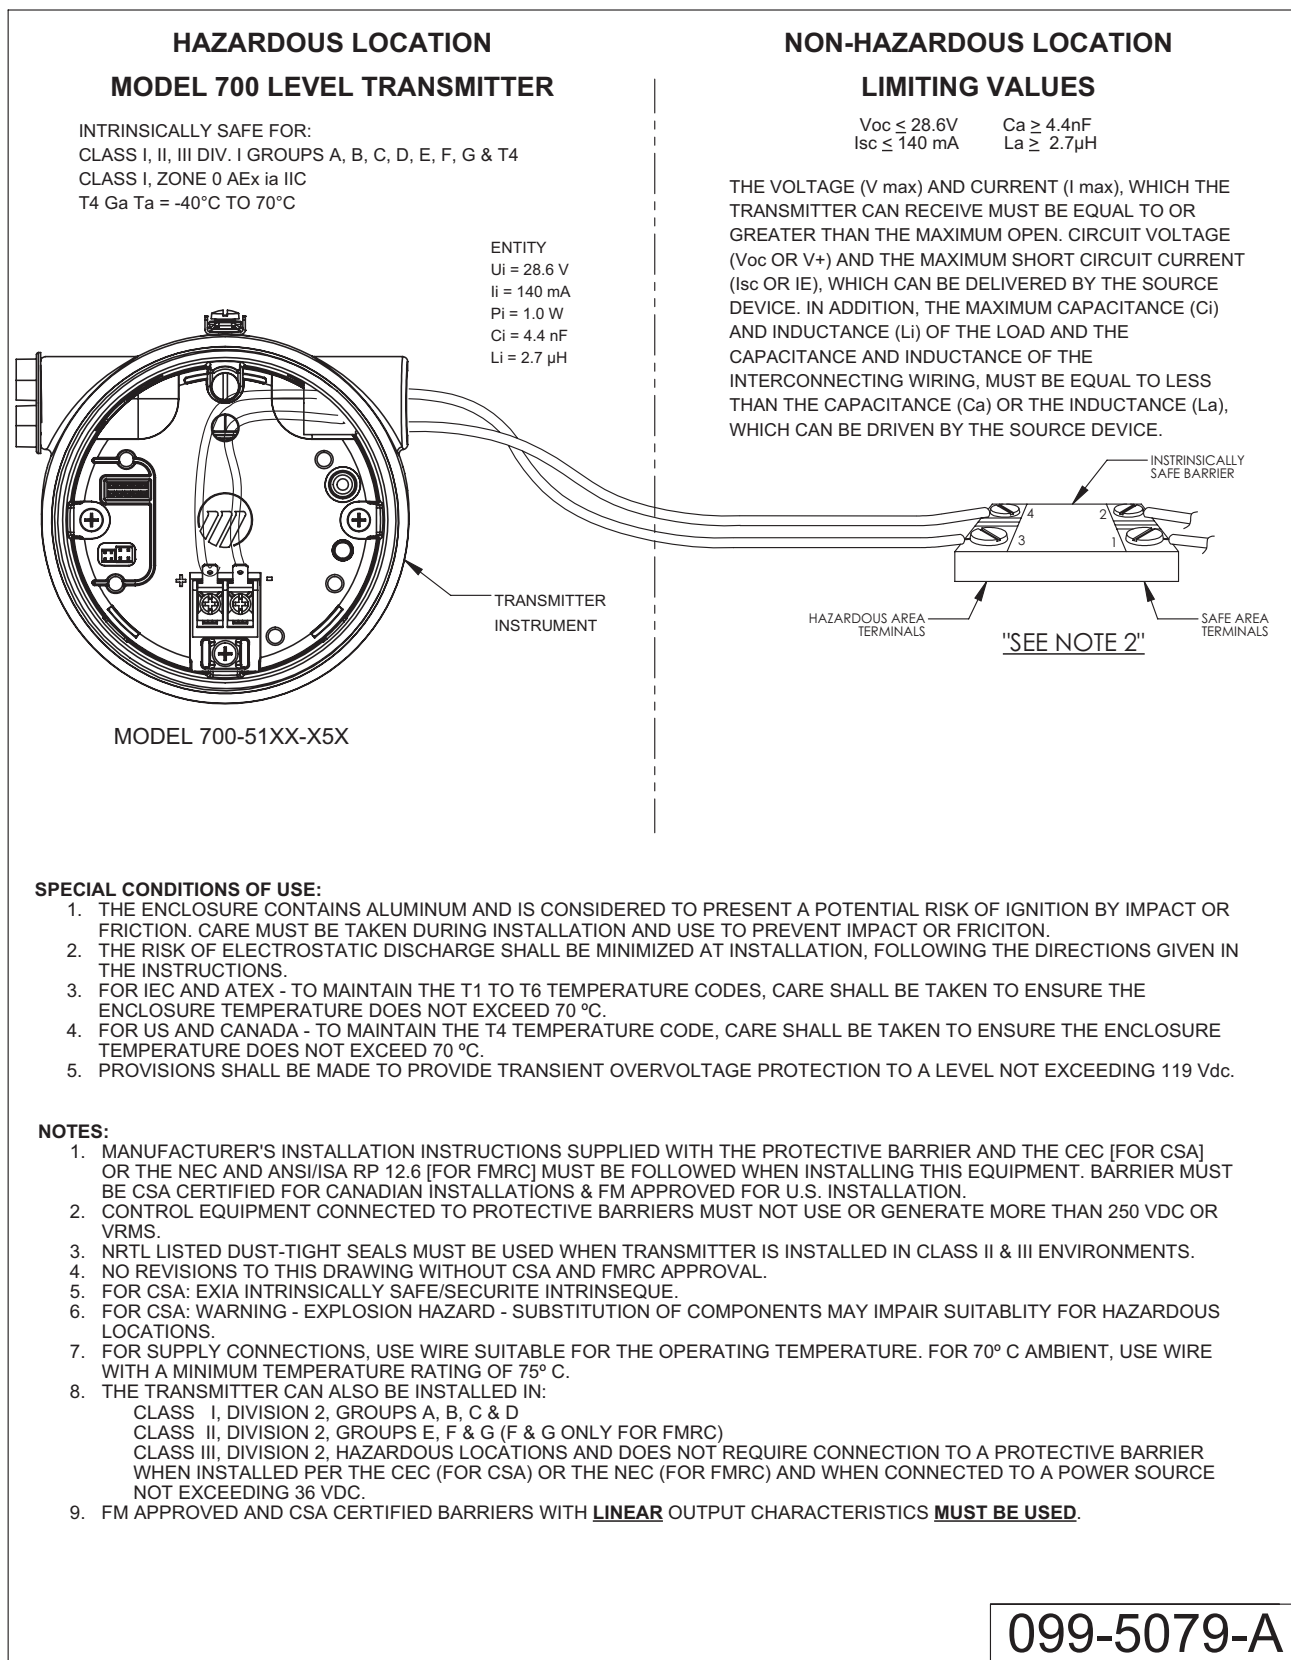 HAZARDOUS LOCATION
MODEL 700 LEVEL TRANSMITTER
INTRINSICALLY SAFE FOR:
CLASS I, II, III DIV. I GROUPS A, B, C, D, E, F, G & T4
CLASS I, ZONE 0 AEx ia IIC
T4 Ga Ta = -40°C TO 70°C
ENTITY
Ui = 28.6 V
Ii = 140 mA
Pi = 1.0 W
Ci = 4.4 nF
Li = 2.7 µH
+ -
TRANSMITTER
INSTRUMENT
MODEL 700-51XX-X5X
NON-HAZARDOUS LOCATION
LIMITING VALUES
Voc ≤ 28.6V Ca ≥ 4.4nF
Isc ≤ 140 mA La ≥ 2.7µH
THE VOLTAGE (V max) AND CURRENT (I max), WHICH THE
TRANSMITTER CAN RECEIVE MUST BE EQUAL TO OR
GREATER THAN THE MAXIMUM OPEN. CIRCUIT VOLTAGE
(Voc OR V+) AND THE MAXIMUM SHORT CIRCUIT CURRENT
(Isc OR IE), WHICH CAN BE DELIVERED BY THE SOURCE
DEVICE. IN ADDITION, THE MAXIMUM CAPACITANCE (Ci)
AND INDUCTANCE (Li) OF THE LOAD AND THE
CAPACITANCE AND INDUCTANCE OF THE
INTERCONNECTING WIRING, MUST BE EQUAL TO LESS
THAN THE CAPACITANCE (Ca) OR THE INDUCTANCE (La),
WHICH CAN BE DRIVEN BY THE SOURCE DEVICE.
INSTRINSICALLY
SAFE BARRIER
4 2
3 1
HAZARDOUS AREA
TERMINALS
"SEE NOTE 2"
SAFE AREA
TERMINALS
SPECIAL CONDITIONS OF USE:
1. THE ENCLOSURE CONTAINS ALUMINUM AND IS CONSIDERED TO PRESENT A POTENTIAL RISK OF IGNITION BY IMPACT OR
FRICTION. CARE MUST BE TAKEN DURING INSTALLATION AND USE TO PREVENT IMPACT OR FRICITON.
2. THE RISK OF ELECTROSTATIC DISCHARGE SHALL BE MINIMIZED AT INSTALLATION, FOLLOWING THE DIRECTIONS GIVEN IN
THE INSTRUCTIONS.
3. FOR IEC AND ATEX - TO MAINTAIN THE T1 TO T6 TEMPERATURE CODES, CARE SHALL BE TAKEN TO ENSURE THE
ENCLOSURE TEMPERATURE DOES NOT EXCEED 70 ºC.
4. FOR US AND CANADA - TO MAINTAIN THE T4 TEMPERATURE CODE, CARE SHALL BE TAKEN TO ENSURE THE ENCLOSURE
TEMPERATURE DOES NOT EXCEED 70 ºC.
5. PROVISIONS SHALL BE MADE TO PROVIDE TRANSIENT OVERVOLTAGE PROTECTION TO A LEVEL NOT EXCEEDING 119 Vdc.
NOTES:
1. MANUFACTURER'S INSTALLATION INSTRUCTIONS SUPPLIED WITH THE PROTECTIVE BARRIER AND THE CEC [FOR CSA]
OR THE NEC AND ANSI/ISA RP 12.6 [FOR FMRC] MUST BE FOLLOWED WHEN INSTALLING THIS EQUIPMENT. BARRIER MUST
BE CSA CERTIFIED FOR CANADIAN INSTALLATIONS & FM APPROVED FOR U.S. INSTALLATION.
2. CONTROL EQUIPMENT CONNECTED TO PROTECTIVE BARRIERS MUST NOT USE OR GENERATE MORE THAN 250 VDC OR
VRMS.
3. NRTL LISTED DUST-TIGHT SEALS MUST BE USED WHEN TRANSMITTER IS INSTALLED IN CLASS II & III ENVIRONMENTS.
4. NO REVISIONS TO THIS DRAWING WITHOUT CSA AND FMRC APPROVAL.
5. FOR CSA: EXIA INTRINSICALLY SAFE/SECURITE INTRINSEQUE.
6. FOR CSA: WARNING - EXPLOSION HAZARD - SUBSTITUTION OF COMPONENTS MAY IMPAIR SUITABLITY FOR HAZARDOUS
LOCATIONS.
7. FOR SUPPLY CONNECTIONS, USE WIRE SUITABLE FOR THE OPERATING TEMPERATURE. FOR 70º C AMBIENT, USE WIRE
WITH A MINIMUM TEMPERATURE RATING OF 75º C.
8. THE TRANSMITTER CAN ALSO BE INSTALLED IN:
CLASS I, DIVISION 2, GROUPS A, B, C & D
CLASS II, DIVISION 2, GROUPS E, F & G (F & G ONLY FOR FMRC)
CLASS III, DIVISION 2, HAZARDOUS LOCATIONS AND DOES NOT REQUIRE CONNECTION TO A PROTECTIVE BARRIER
WHEN INSTALLED PER THE CEC (FOR CSA) OR THE NEC (FOR FMRC) AND WHEN CONNECTED TO A POWER SOURCE
NOT EXCEEDING 36 VDC.
9. FM APPROVED AND CSA CERTIFIED BARRIERS WITH LINEAR OUTPUT CHARACTERISTICS MUST BE USED.
099-5079-A